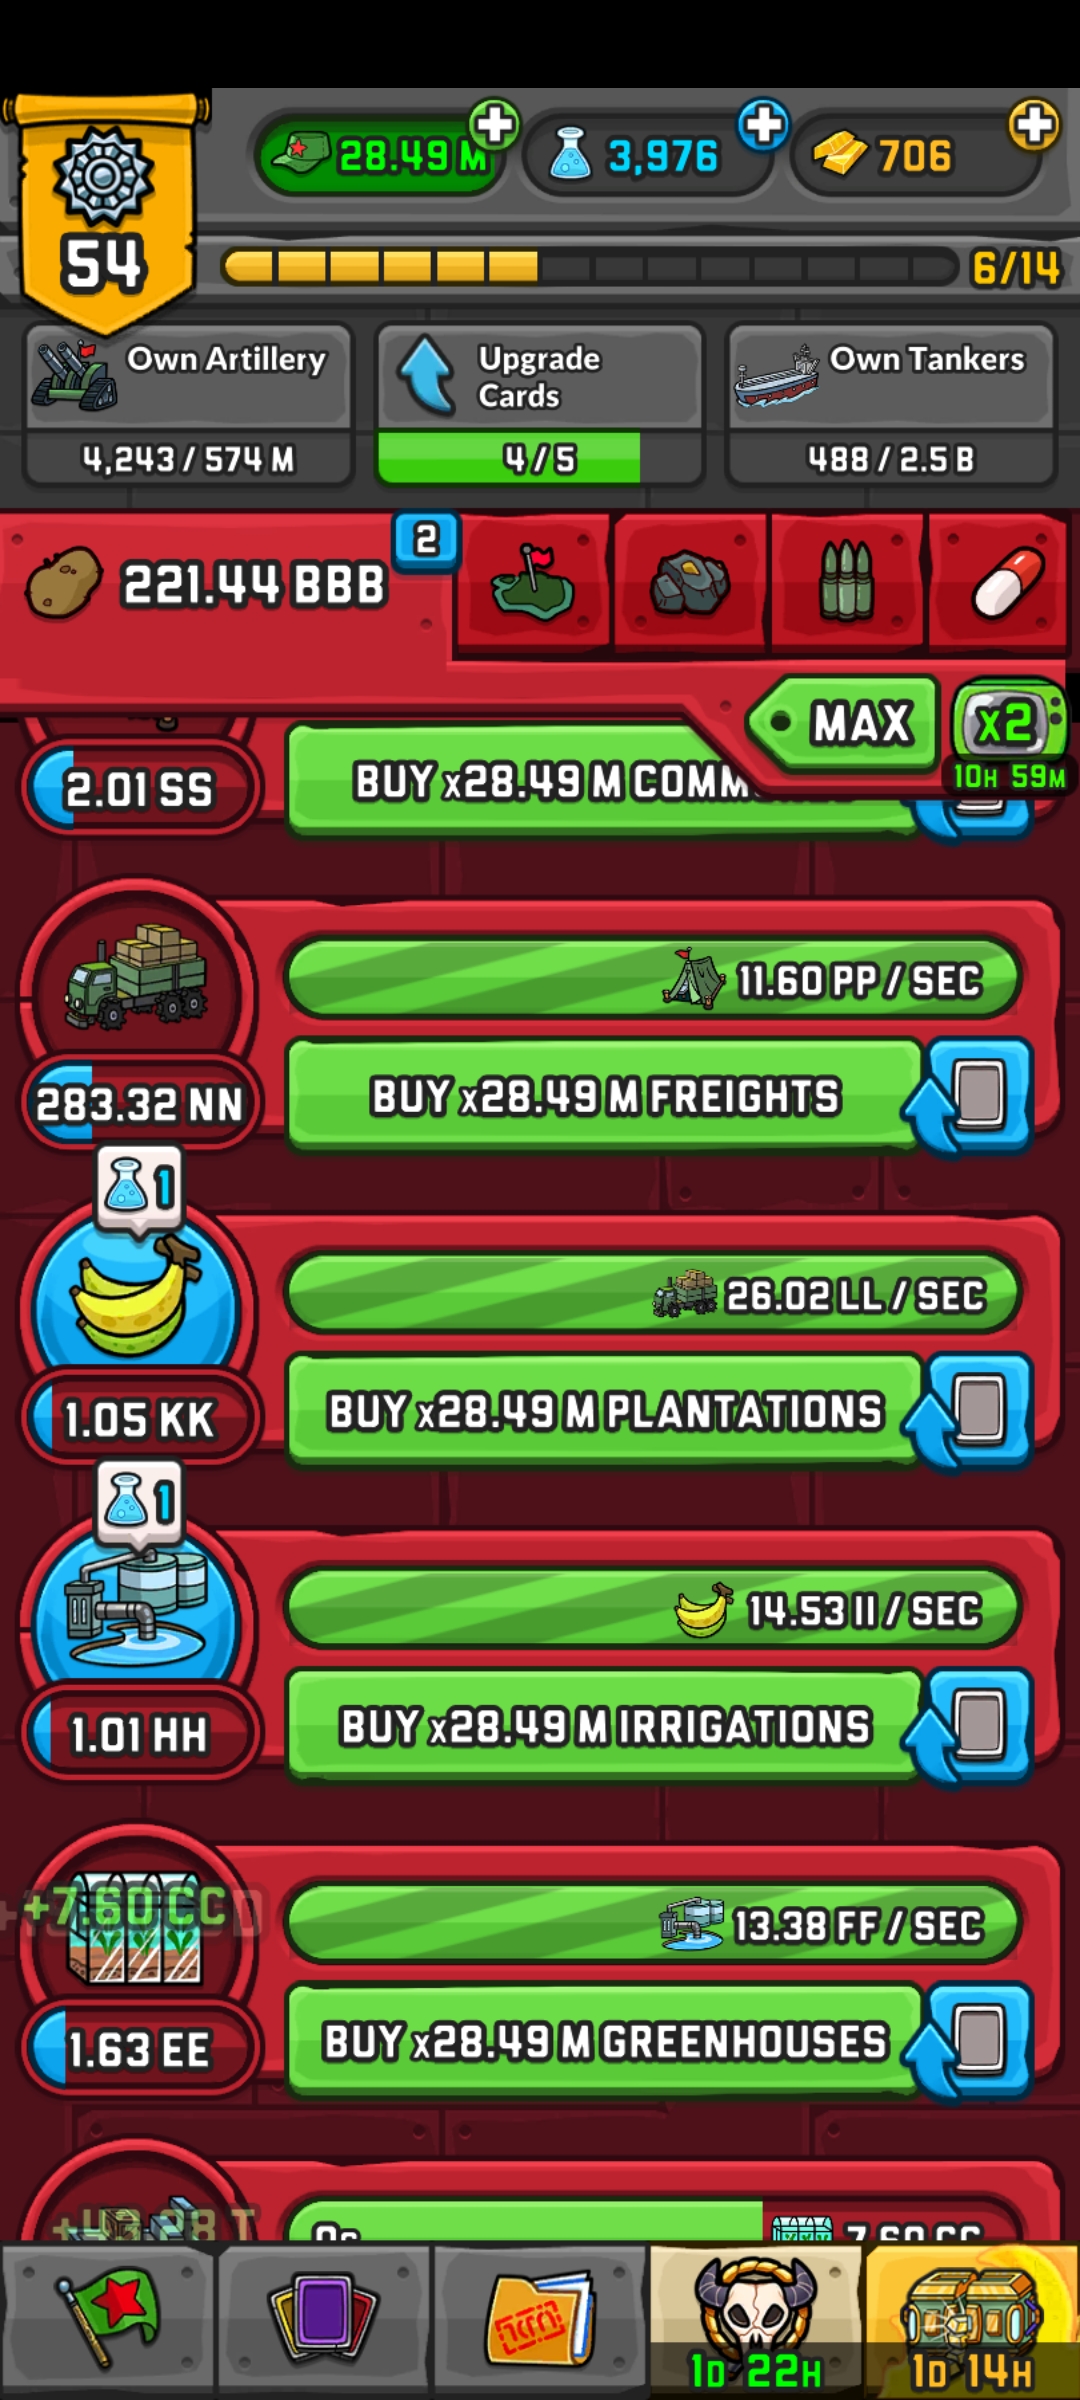 54
28.49 M
3,976
706
6/14
Own Artillery
4,243 / 574 M
Upgrade
Cards
4 / 5
Own Tankers
488 / 2.5 B
221.44 BBB
2
MAX
x2
10H 59M
2.01 SS
BUY x28.49 M
11.60 PP / SEC
283.32 NN
BUY x28.49 M FREIGHTS
1
26.02 LL / SEC
1.05 KK
BUY x28.49 M PLANTATIONS
1
14.53 II / SEC
1.01 HH
BUY x28.49 M IRRIGATIONS
+7.60 CC
13.38 FF / SEC
1.63 EE
BUY x28.49 M GREENHOUSES
7.60 CC
1D 22H
1D 14H